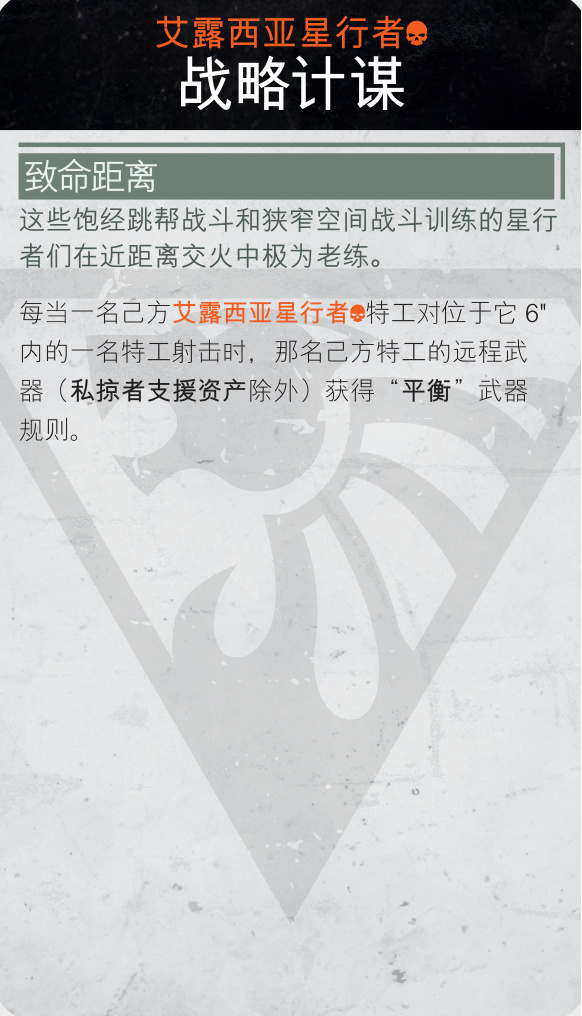 艾露西亚星行者
战略计谋
致命距离
这些饱经跳帮战斗和狭窄空间战斗训练的星行
者们在近距离交火中极为老练。
每当一名己方艾露西亚星行者特工对位于它 6"
内的一名特工射击时，那名己方特工的远程武
器（私掠者支援资产除外）获得“平衡”武器
规则。